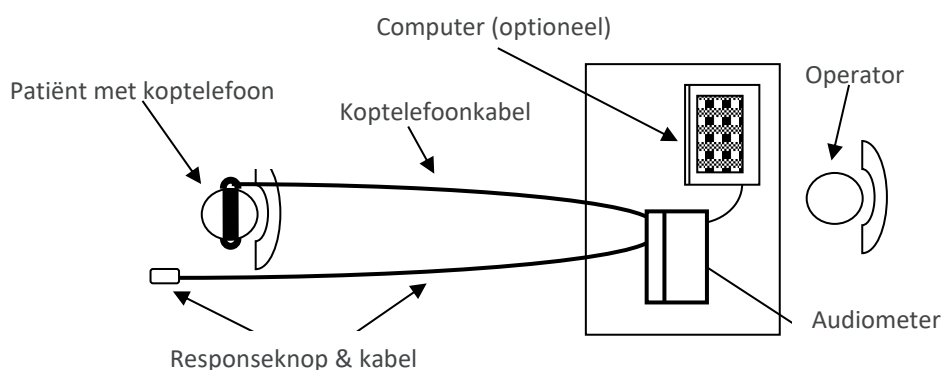 Computer (optioneel)
Operator
Patiënt met koptelefoon
Koptelefoonkabel
Audiometer
Responseknop & kabel